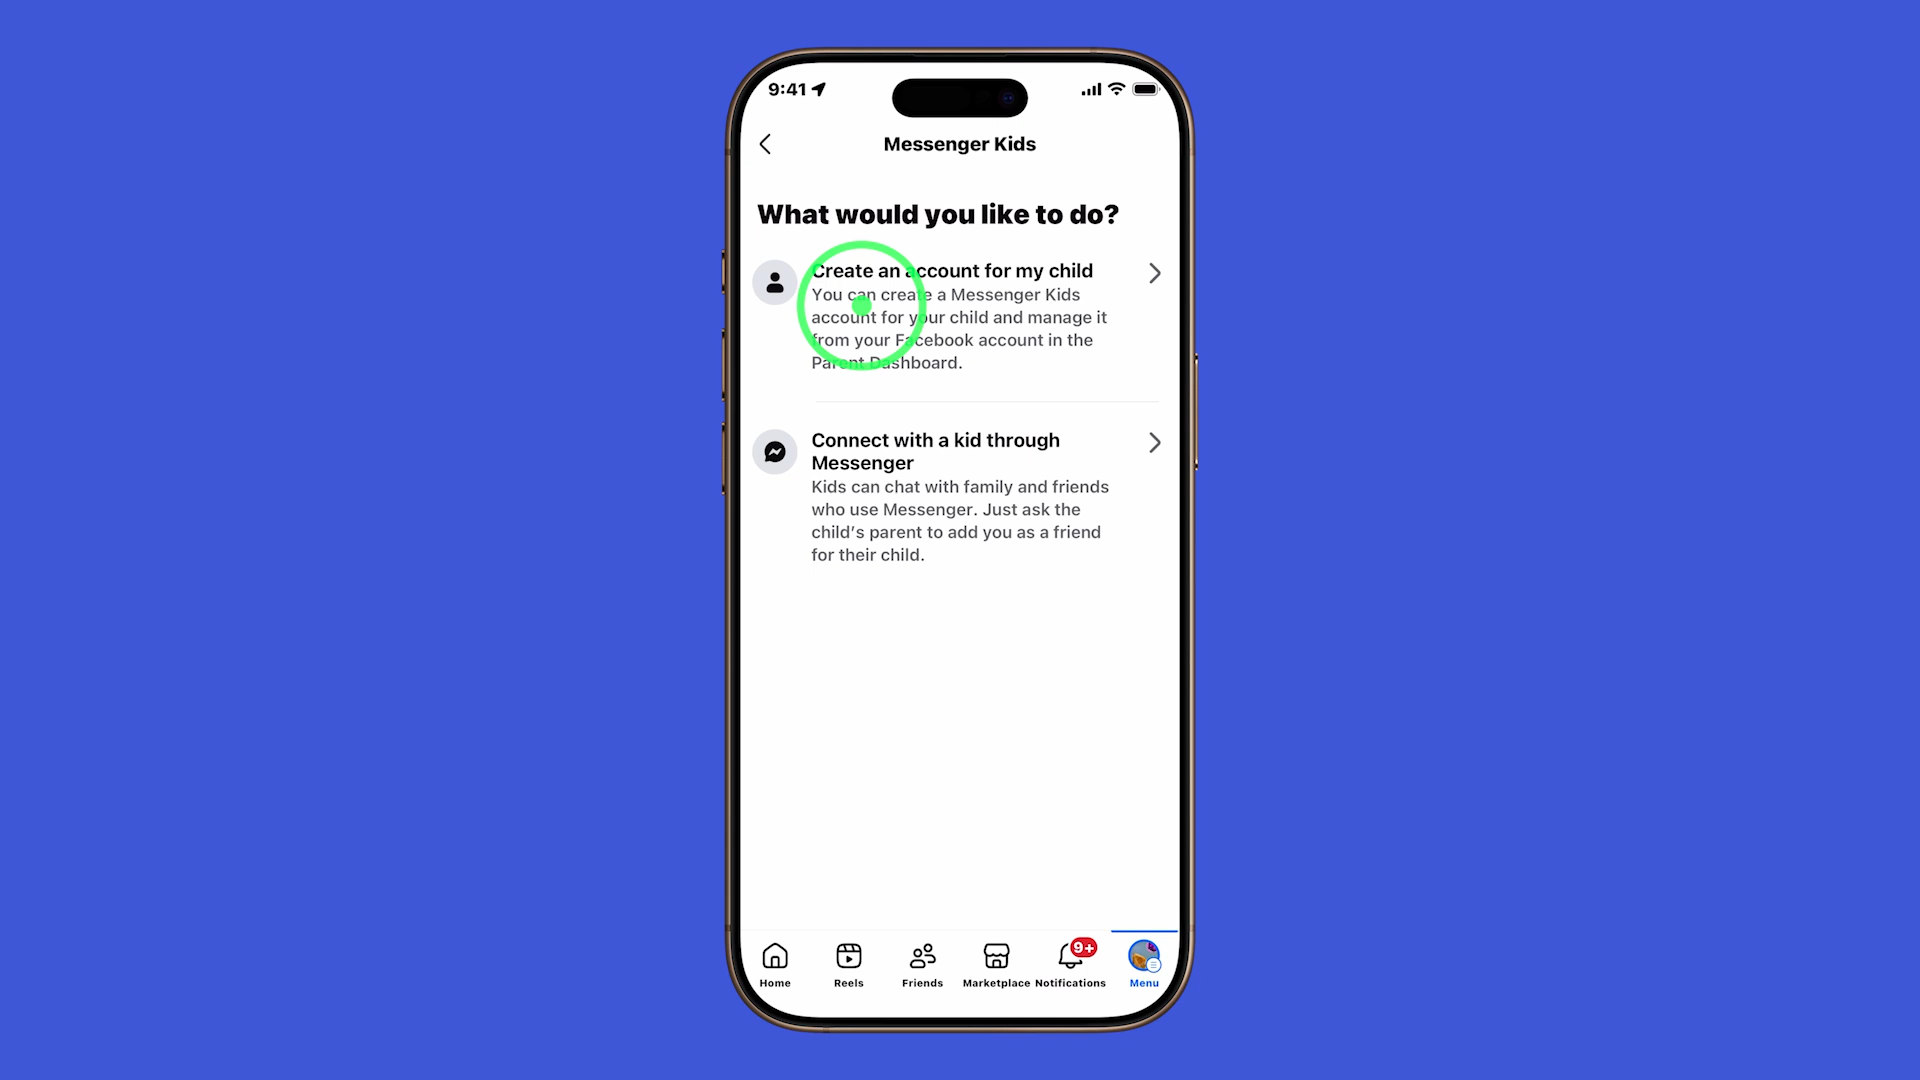 9:41
Messenger Kids
What would you like to do?
Create an account for my child
You can create a Messenger Kids
account for your child and manage it
from your Facebook account in the
Parent Dashboard.
Connect with a kid through
Messenger
Kids can chat with family and friends
who use Messenger. Just ask the
child’s parent to add you as a friend
for their child.
9+
Home Reels Friends Marketplace Notifications Menu